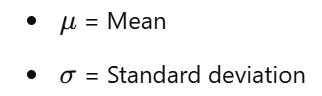 • μ = Mean
• σ = Standard deviation